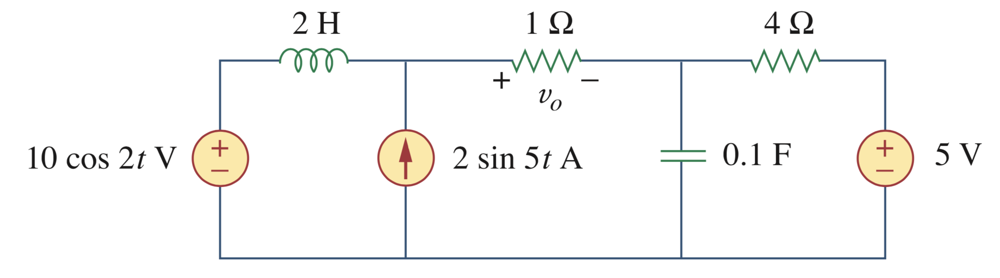 2 H
1 Ω
4 Ω
+ −
v_o
10 cos 2t V
+
−
2 sin 5t A
0.1 F
+
−
5 V